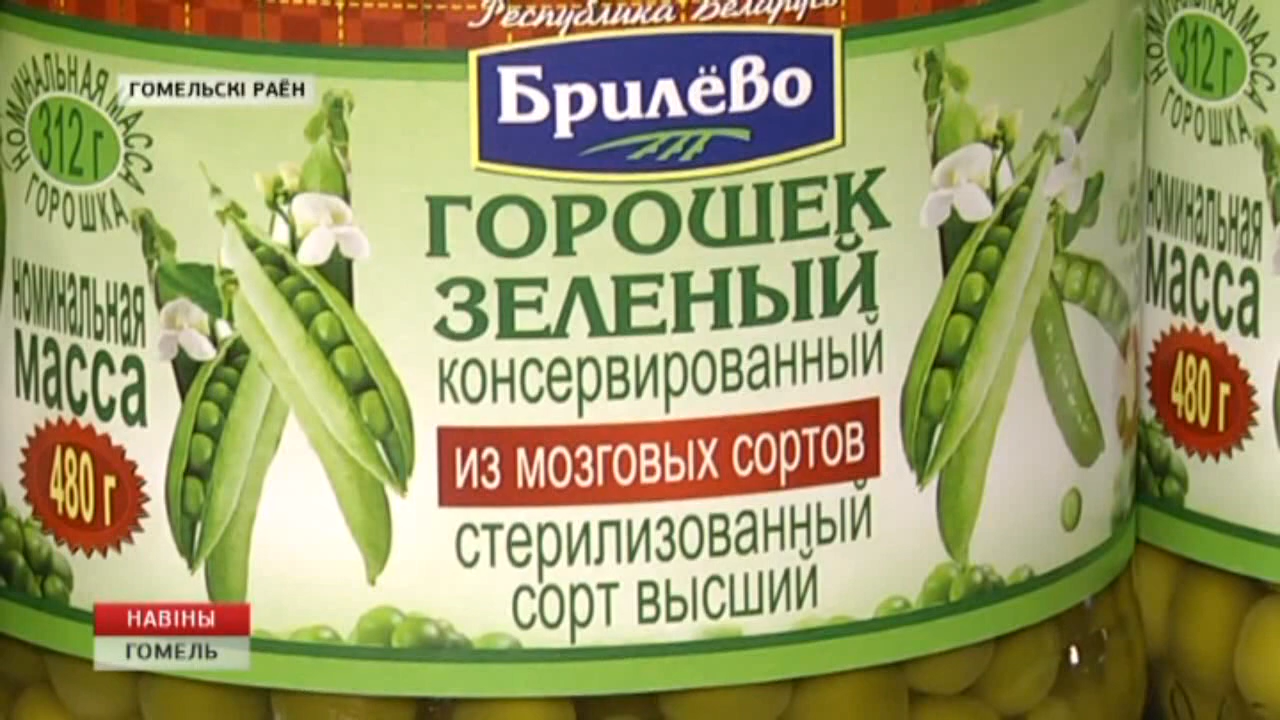 Республика Беларусь
Брилёво
ГОМЕЛЬСКІ РАЁН
НОМИНАЛЬНАЯ МАССА
312 г
ГОРОШКА
НОМИНАЛЬНАЯ
МАССА
480 г
ГОРОШЕК
ЗЕЛЕНЫЙ
консервированный
из мозговых сортов
стерилизованный
сорт высший
НОМИНАЛЬНАЯ МАССА
312 г
ГОРОШКА
НОМИНАЛЬНАЯ
МАССА
480 г
НАВІНЫ
ГОМЕЛЬ